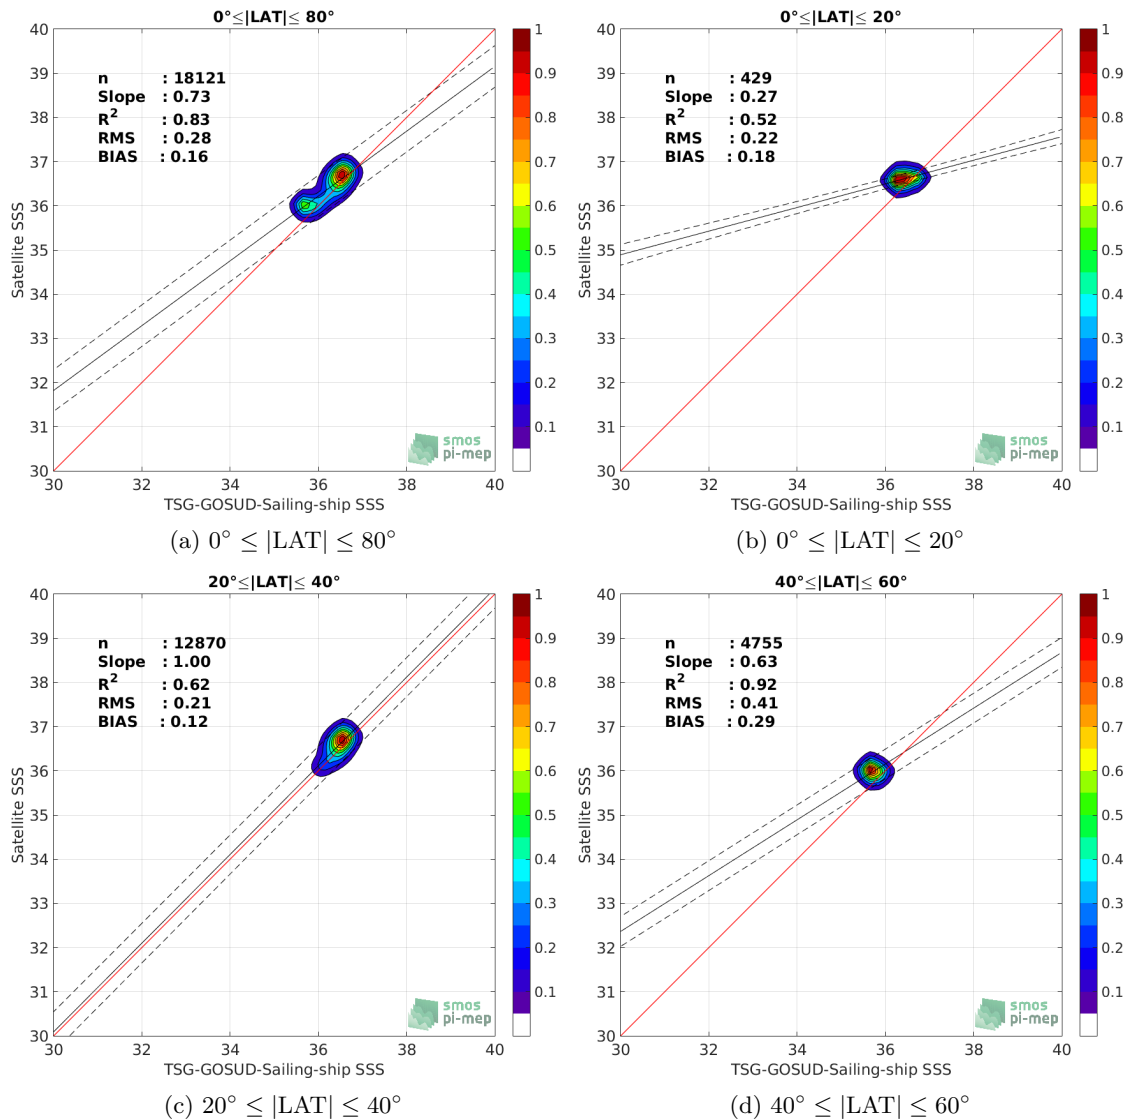 0°≤|LAT|≤ 80°
n : 18121
Slope : 0.73
R² : 0.83
RMS : 0.28
BIAS : 0.16
40
39
38
37
36
35
34
33
32
31
30
30 32 34 36 38 40
Satellite SSS
TSG-GOSUD-Sailing-ship SSS
1
0.9
0.8
0.7
0.6
0.5
0.4
0.3
0.2
0.1
smos
pi-mep
(a) 0° ≤ |LAT| ≤ 80°
0°≤|LAT|≤ 20°
n : 429
Slope : 0.27
R² : 0.52
RMS : 0.22
BIAS : 0.18
40
39
38
37
36
35
34
33
32
31
30
30 32 34 36 38 40
Satellite SSS
TSG-GOSUD-Sailing-ship SSS
1
0.9
0.8
0.7
0.6
0.5
0.4
0.3
0.2
0.1
smos
pi-mep
(b) 0° ≤ |LAT| ≤ 20°
20°≤|LAT|≤ 40°
n : 12870
Slope : 1.00
R² : 0.62
RMS : 0.21
BIAS : 0.12
40
39
38
37
36
35
34
33
32
31
30
30 32 34 36 38 40
Satellite SSS
TSG-GOSUD-Sailing-ship SSS
1
0.9
0.8
0.7
0.6
0.5
0.4
0.3
0.2
0.1
smos
pi-mep
(c) 20° ≤ |LAT| ≤ 40°
40°≤|LAT|≤ 60°
n : 4755
Slope : 0.63
R² : 0.92
RMS : 0.41
BIAS : 0.29
40
39
38
37
36
35
34
33
32
31
30
30 32 34 36 38 40
Satellite SSS
TSG-GOSUD-Sailing-ship SSS
1
0.9
0.8
0.7
0.6
0.5
0.4
0.3
0.2
0.1
smos
pi-mep
(d) 40° ≤ |LAT| ≤ 60°